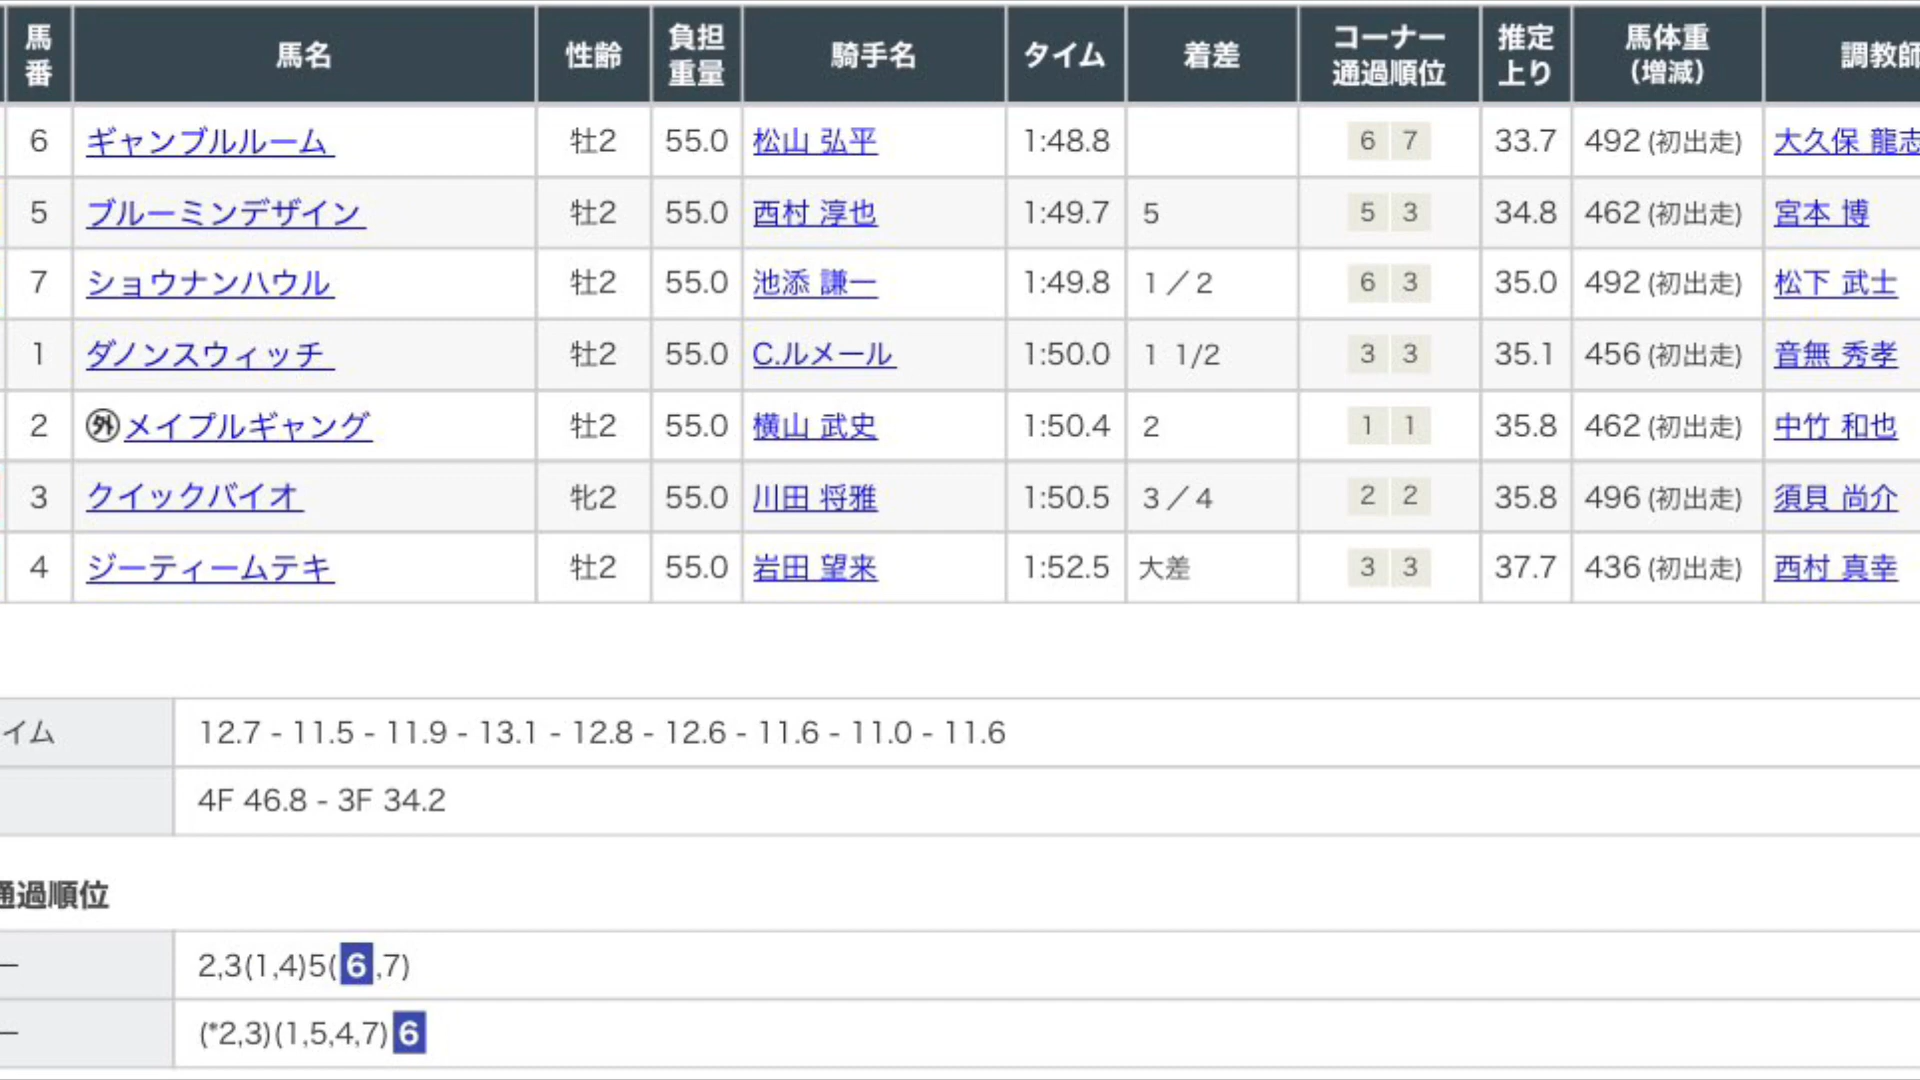 馬番 馬名 性齢 負担重量 騎手名 タイム 着差 コーナー通過順位 推定上り 馬体重(増減) 調教師
6 ギャンブルルーム 牡2 55.0 松山 弘平 1:48.8 6 7 33.7 492 (初出走) 大久保 龍志
5 ブルーミンデザイン 牡2 55.0 西村 淳也 1:49.7 5 5 3 34.8 462 (初出走) 宮本 博
7 ショウナンハウル 牡2 55.0 池添 謙一 1:49.8 1／2 6 3 35.0 492 (初出走) 松下 武士
1 ダノンスウィッチ 牡2 55.0 C.ルメール 1:50.0 1 1/2 3 3 35.1 456 (初出走) 音無 秀孝
2 外メイプルギャング 牡2 55.0 横山 武史 1:50.4 2 1 1 35.8 462 (初出走) 中竹 和也
3 クイックバイオ 牝2 55.0 川田 将雅 1:50.5 3／4 2 2 35.8 496 (初出走) 須貝 尚介
4 ジーティームテキ 牡2 55.0 岩田 望来 1:52.5 大差 3 3 37.7 436 (初出走) 西村 真幸
イム 12.7 - 11.5 - 11.9 - 13.1 - 12.8 - 12.6 - 11.6 - 11.0 - 11.6
4F 46.8 - 3F 34.2
通過順位
ー 2,3(1,4)5(6,7)
ー (*2,3)(1,5,4,7)6